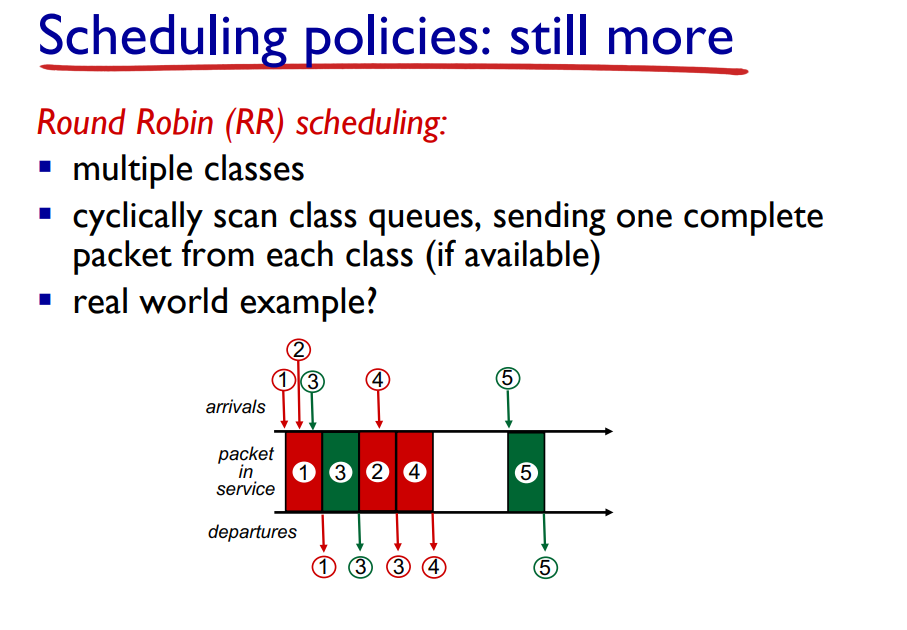 Scheduling policies: still more
Round Robin (RR) scheduling:
▪ multiple classes
▪ cyclically scan class queues, sending one complete
packet from each class (if available)
▪ real world example?
2
1 3 4 5
arrivals
packet
in
service
1 3 2 4 5
departures
1 3 3 4 5